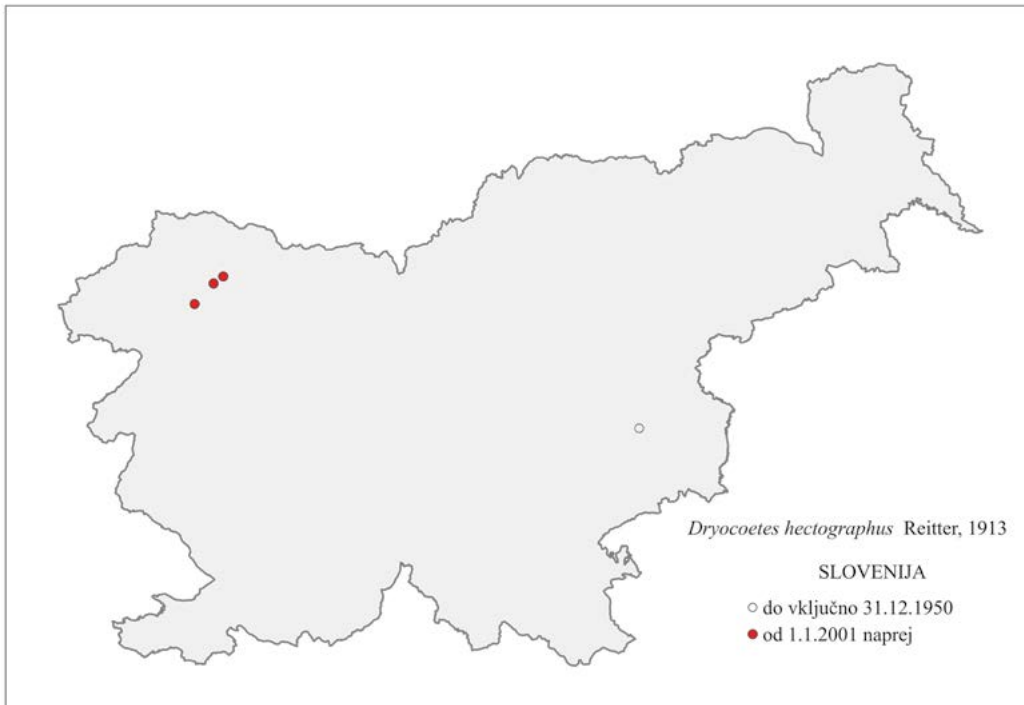 Dryocoetes hectographus Reitter, 1913
SLOVENIJA
do vključno 31.12.1950
od 1.1.2001 naprej